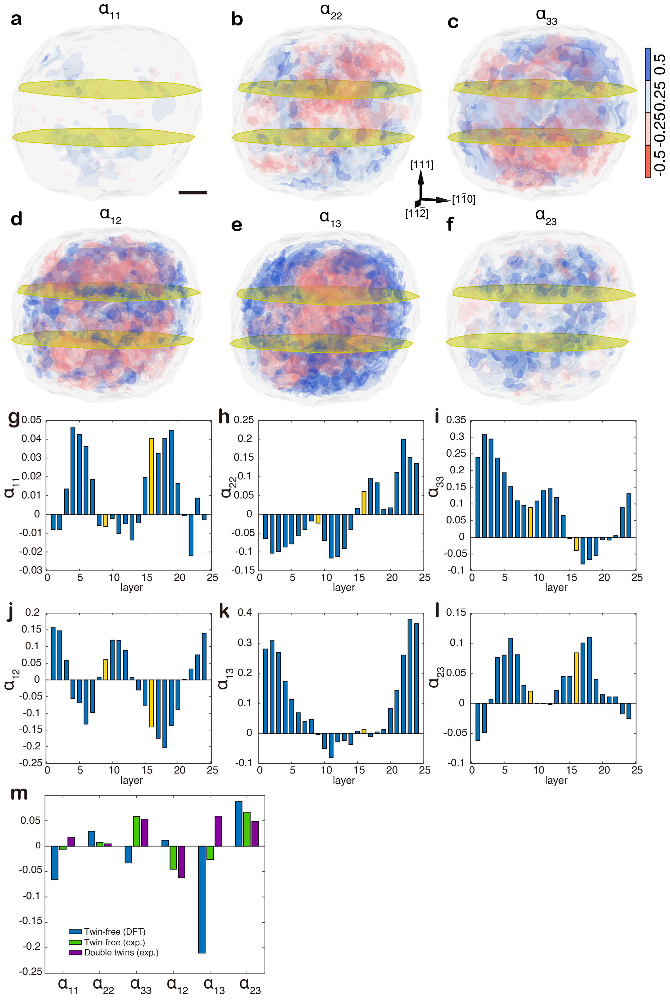 a
α11
b
α22
c
α33
0.5
0.25
-0.25
-0.5
[111]
[11̅0]
[112̅]
d
α12
e
α13
f
α23
g
0.05
0.04
0.03
0.02
0.01
0
-0.01
-0.02
-0.03
α11
0 5 10 15 20 25
layer
h
0.25
0.2
0.15
0.1
0.05
0
-0.05
-0.1
-0.15
α22
0 5 10 15 20 25
layer
i
0.35
0.3
0.25
0.2
0.15
0.1
0.05
0
-0.05
-0.1
α33
0 5 10 15 20 25
layer
j
0.2
0.15
0.1
0.05
0
-0.05
-0.1
-0.15
-0.2
-0.25
α12
0 5 10 15 20 25
layer
k
0.4
0.3
0.2
0.1
0
-0.1
α13
0 5 10 15 20 25
layer
l
0.15
0.1
0.05
0
-0.05
-0.1
α23
0 5 10 15 20 25
layer
m
0.05
0
-0.05
-0.1
-0.15
-0.2
-0.25
Twin-free (DFT)
Twin-free (exp.)
Double twins (exp.)
α11 α22 α33 α12 α13 α23